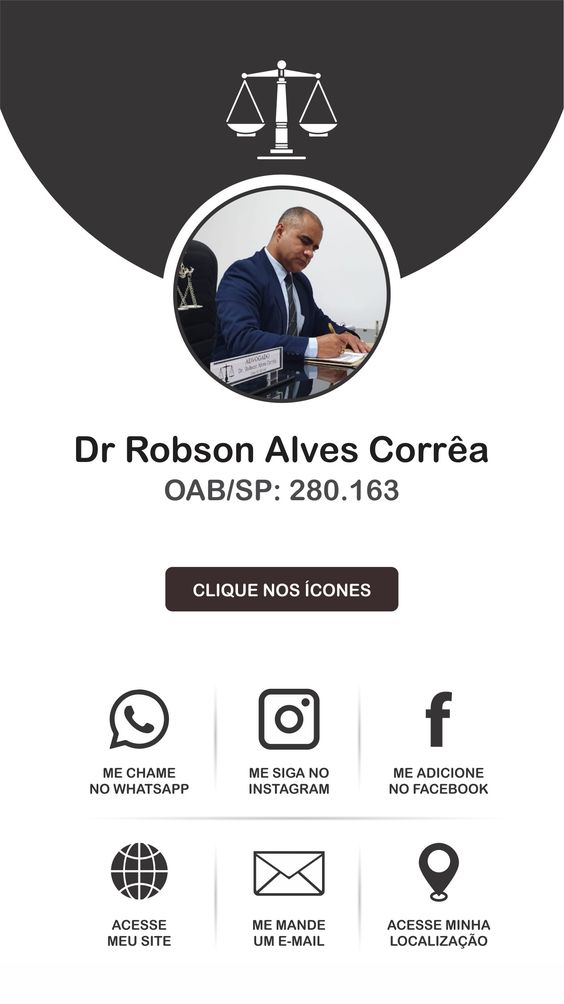 ADVOGADO
Dr. Robson Alves Corrêa
Dr Robson Alves Corrêa
OAB/SP: 280.163
CLIQUE NOS ÍCONES
ME CHAME
NO WHATSAPP
ME SIGA NO
INSTAGRAM
ME ADICIONE
NO FACEBOOK
ACESSE
MEU SITE
ME MANDE
UM E-MAIL
ACESSE MINHA
LOCALIZAÇÃO